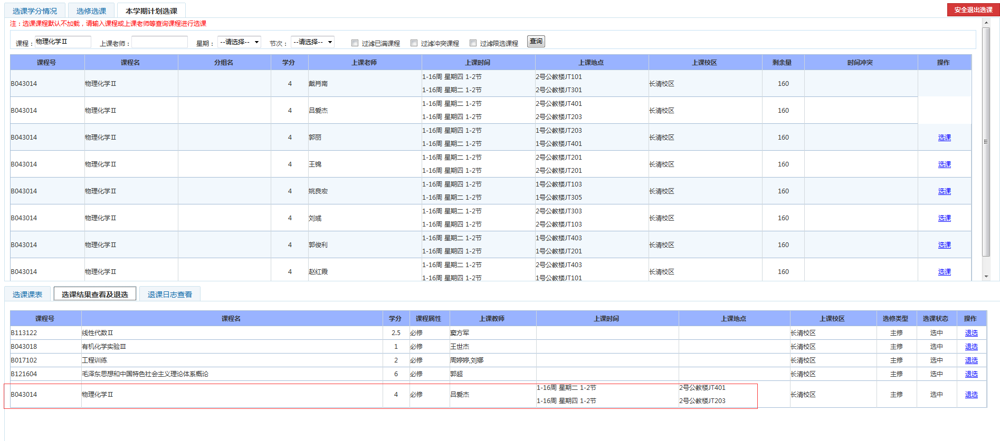 选课学分情况 选修选课 本学期计划选课 安全退出选课
注：选课课程默认不加载，请输入课程或上课老师等查询课程进行选课
课程：物理化学Ⅱ 上课老师： 星期：--请选择-- 节次：--请选择-- 过滤已满课程 过滤冲突课程 过滤限选课程 查询
课程号 课程名 分组名 学分 上课老师 上课时间 上课地点 上课校区 剩余量 时间冲突 操作
B043014 物理化学Ⅱ 4 戴肖南 1-16周 星期四 1-2节 2号公教楼JT101 长清校区 160
1-16周 星期二 1-2节 2号公教楼JT301
B043014 物理化学Ⅱ 4 吕爱杰 1-16周 星期二 1-2节 2号公教楼JT401 长清校区 160
1-16周 星期四 1-2节 2号公教楼JT203
B043014 物理化学Ⅱ 4 郭丽 1-16周 星期四 1-2节 1号公教楼JT203 长清校区 160 选课
1-16周 星期二 1-2节 1号公教楼JT401
B043014 物理化学Ⅱ 4 王锦 1-16周 星期二 1-2节 2号公教楼JT201 长清校区 160 选课
1-16周 星期四 1-2节 2号公教楼JT201
B043014 物理化学Ⅱ 4 姚良宏 1-16周 星期四 1-2节 1号公教楼JT103 长清校区 160 选课
1-16周 星期二 1-2节 1号公教楼JT305
B043014 物理化学Ⅱ 4 刘彧 1-16周 星期二 1-2节 2号公教楼JT303 长清校区 160 选课
1-16周 星期四 1-2节 2号公教楼JT103
B043014 物理化学Ⅱ 4 郭俊利 1-16周 星期二 1-2节 1号公教楼JT403 长清校区 160 选课
1-16周 星期四 1-2节 1号公教楼JT201
B043014 物理化学Ⅱ 4 赵红霞 1-16周 星期二 1-2节 2号公教楼JT403 长清校区 160 选课
1-16周 星期四 1-2节 1号公教楼JT101
选课课表 选课结果查看及退选 退课日志查看
课程号 课程名 学分 课程属性 上课教师 上课时间 上课地点 上课校区 选修类型 选课状态 操作
B113122 线性代数Ⅱ 2.5 必修 窦方军 长清校区 主修 选中 退选
B043018 有机化学实验Ⅲ 1 必修 王世杰 长清校区 主修 选中 退选
B017102 工程训练 2 必修 周婷婷,刘娜 长清校区 主修 选中 退选
B121604 毛泽东思想和中国特色社会主义理论体系概论 6 必修 郭超 长清校区 主修 选中 退选
B043014 物理化学Ⅱ 4 必修 吕爱杰 1-16周 星期二 1-2节 2号公教楼JT401 长清校区 主修 选中 退选
1-16周 星期四 1-2节 2号公教楼JT203